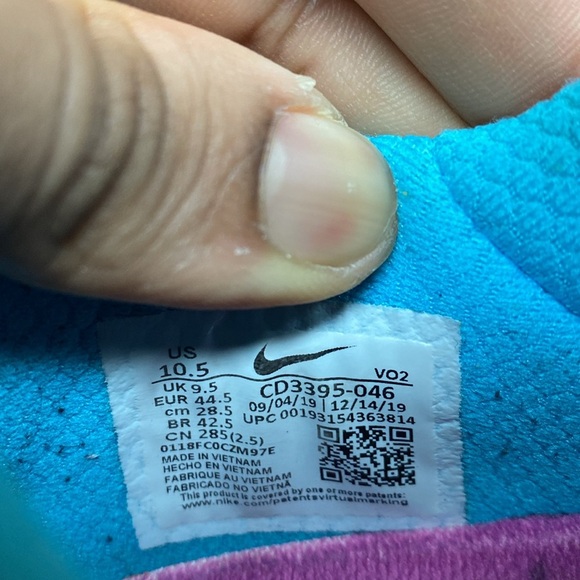 US
10.5
VO2
UK 9.5
CD3395-046
EUR 44.5
09/04/19 | 12/14/19
cm 28.5
UPC 00193154363814
BR 42.5
CN 285(2.5)
0118FC0CZM97E
MADE IN VIETNAM
HECHO EN VIETNAM
FABRIQUE AU VIETNAM
FABRICADO NO VIETNÃ
This product is covered by one or more patents:
www.nike.com/patentsvirtualmarking